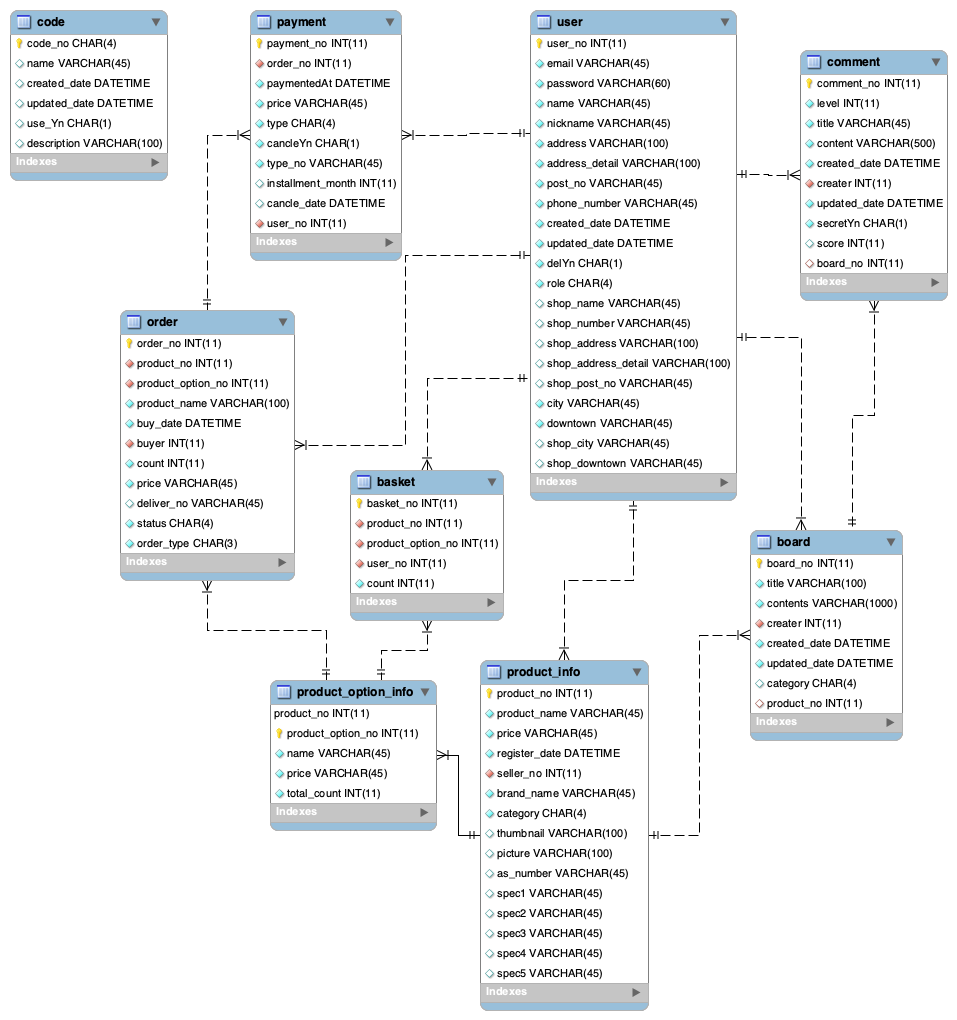 code
code_no CHAR(4)
name VARCHAR(45)
created_date DATETIME
updated_date DATETIME
use_Yn CHAR(1)
description VARCHAR(100)
Indexes
payment
payment_no INT(11)
order_no INT(11)
paymentedAt DATETIME
price VARCHAR(45)
type CHAR(4)
cancleYn CHAR(1)
type_no VARCHAR(45)
installment_month INT(11)
cancle_date DATETIME
user_no INT(11)
Indexes
user
user_no INT(11)
email VARCHAR(45)
password VARCHAR(60)
name VARCHAR(45)
nickname VARCHAR(45)
address VARCHAR(100)
address_detail VARCHAR(100)
post_no VARCHAR(45)
phone_number VARCHAR(45)
created_date DATETIME
updated_date DATETIME
delYn CHAR(1)
role CHAR(4)
shop_name VARCHAR(45)
shop_number VARCHAR(45)
shop_address VARCHAR(100)
shop_address_detail VARCHAR(100)
shop_post_no VARCHAR(45)
city VARCHAR(45)
downtown VARCHAR(45)
shop_city VARCHAR(45)
shop_downtown VARCHAR(45)
Indexes
comment
comment_no INT(11)
level INT(11)
title VARCHAR(45)
content VARCHAR(500)
created_date DATETIME
creater INT(11)
updated_date DATETIME
secretYn CHAR(1)
score INT(11)
board_no INT(11)
Indexes
order
order_no INT(11)
product_no INT(11)
product_option_no INT(11)
product_name VARCHAR(100)
buy_date DATETIME
buyer INT(11)
count INT(11)
price VARCHAR(45)
deliver_no VARCHAR(45)
status CHAR(4)
order_type CHAR(3)
Indexes
basket
basket_no INT(11)
product_no INT(11)
product_option_no INT(11)
user_no INT(11)
count INT(11)
Indexes
board
board_no INT(11)
title VARCHAR(100)
contents VARCHAR(1000)
creater INT(11)
created_date DATETIME
updated_date DATETIME
category CHAR(4)
product_no INT(11)
Indexes
product_option_info
product_no INT(11)
product_option_no INT(11)
name VARCHAR(45)
price VARCHAR(45)
total_count INT(11)
Indexes
product_info
product_no INT(11)
product_name VARCHAR(45)
price VARCHAR(45)
register_date DATETIME
seller_no INT(11)
brand_name VARCHAR(45)
category CHAR(4)
thumbnail VARCHAR(100)
picture VARCHAR(100)
as_number VARCHAR(45)
spec1 VARCHAR(45)
spec2 VARCHAR(45)
spec3 VARCHAR(45)
spec4 VARCHAR(45)
spec5 VARCHAR(45)
Indexes